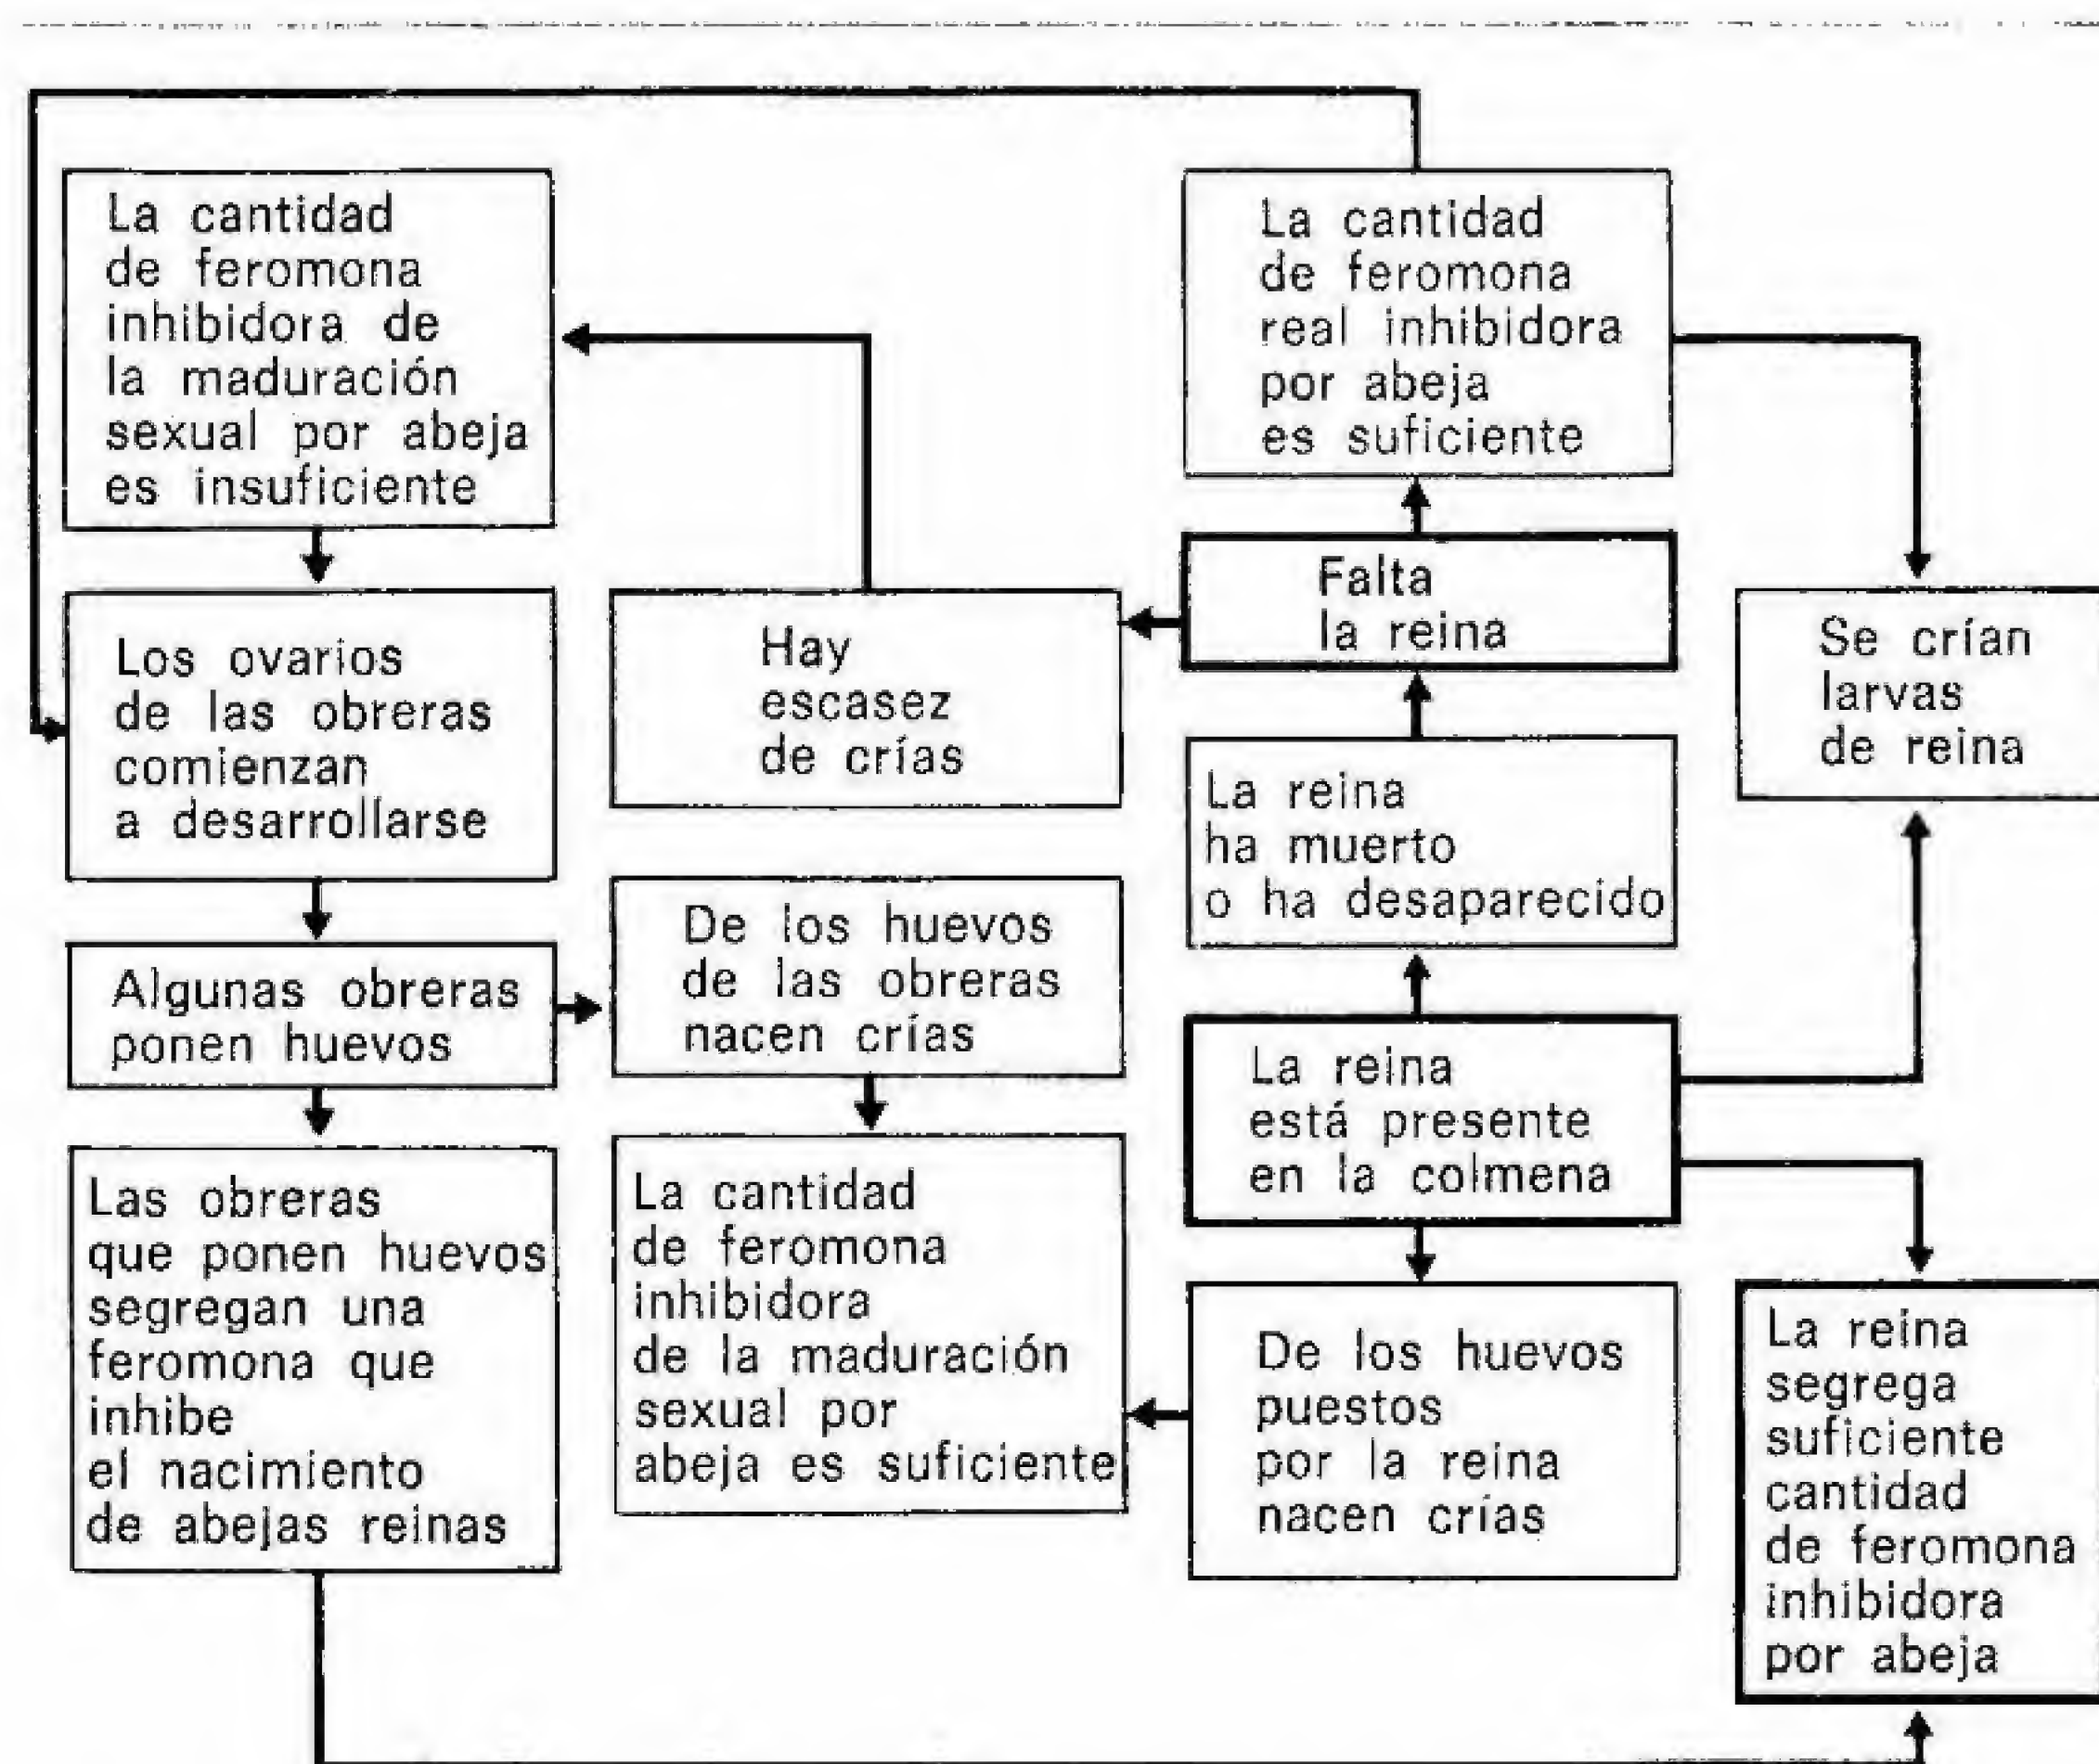 La cantidad
de feromona
inhibidora de
la maduración
sexual por abeja
es insuficiente
La cantidad
de feromona
real inhibidora
por abeja
es suficiente
Falta
la reina
Hay
escasez
de crías
Se crían
larvas
de reina
Los ovarios
de las obreras
comienzan
a desarrollarse
La reina
ha muerto
o ha desaparecido
De los huevos
de las obreras
nacen crías
Algunas obreras
ponen huevos
La reina
está presente
en la colmena
Las obreras
que ponen huevos
segregan una
feromona que
inhibe
el nacimiento
de abejas reinas
La cantidad
de feromona
inhibidora
de la maduración
sexual por
abeja es suficiente
De los huevos
puestos
por la reina
nacen crías
La reina
segrega
suficiente
cantidad
de feromona
inhibidora
por abeja